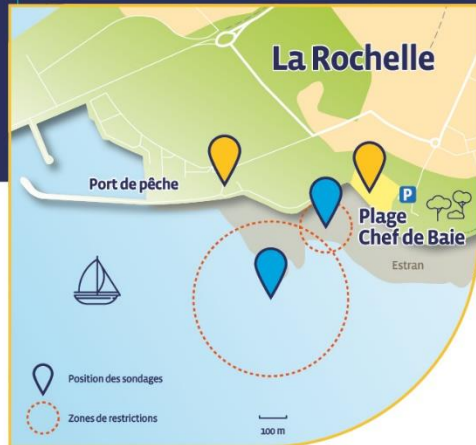 La Rochelle
Port de pêche
P
Plage
Chef de Baie
Estran
Position des sondages
Zones de restrictions
100 m